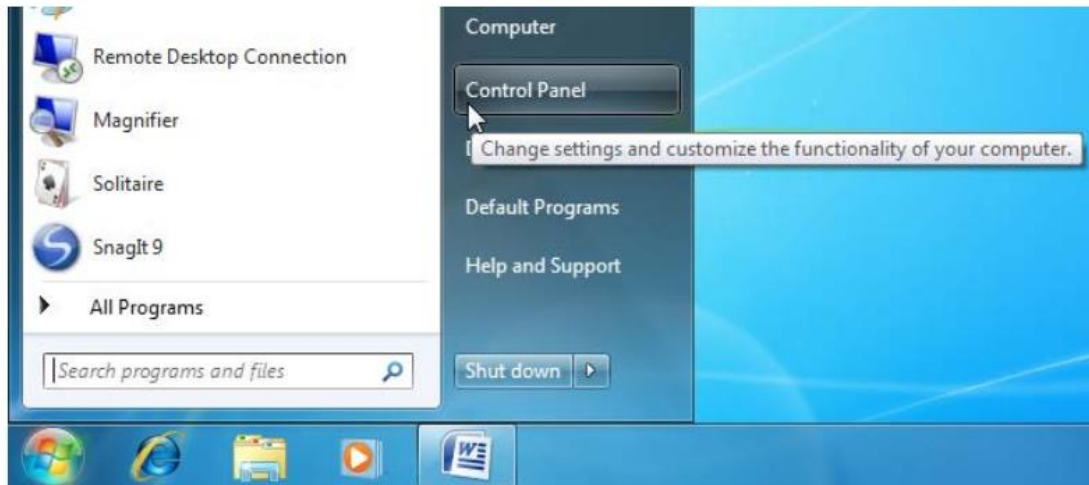 Remote Desktop Connection
Magnifier
Solitaire
SnagIt 9
All Programs
Search programs and files
Computer
Control Panel
Change settings and customize the functionality of your computer.
Default Programs
Help and Support
Shut down